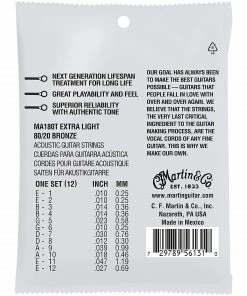 NEXT GENERATION LIFESPAN
TREATMENT FOR LONG LIFE
GREAT PLAYABILITY AND FEEL
SUPERIOR RELIABILITY
WITH AUTHENTIC TONE
MA180T EXTRA LIGHT
80/20 BRONZE
ACOUSTIC GUITAR STRINGS
CUERDAS PARA GUITARRA ACÚSTICA
CORDES POUR GUITARE ACOUSTIQUE
SAITEN FÜR AKUSTIKGITARRE
ONE SET (12) INCH MM
E - 1 .010 0.25
E - 2 .010 0.25
B - 3 .014 0.36
B - 4 .014 0.36
G - 5 .023 0.58
G - 6
D - 7 .030 0.76
D - 8 .012 0.30
A - 9 .039 0.99
A - 10 .018 0.46
E - 11 .047 1.19
E - 12 .027 0.69
OUR GOAL HAS ALWAYS BEEN
TO MAKE THE BEST GUITARS
POSSIBLE — GUITARS THAT
PEOPLE FALL IN LOVE WITH
OVER AND OVER AGAIN. WE
BELIEVE THAT THE STRINGS,
THE VERY LAST CRITICAL
INGREDIENT TO THE GUITAR
MAKING PROCESS, ARE THE
VOCAL CORDS OF ANY FINE
GUITAR. THIS IS WHY WE
MAKE OUR OWN.
C.F. Martin & Co.
EST. 1833
www.martinguitar.com
C. F. Martin & Co., Inc.
Nazareth, PA USA
Made in Mexico
7 29789 56131 0